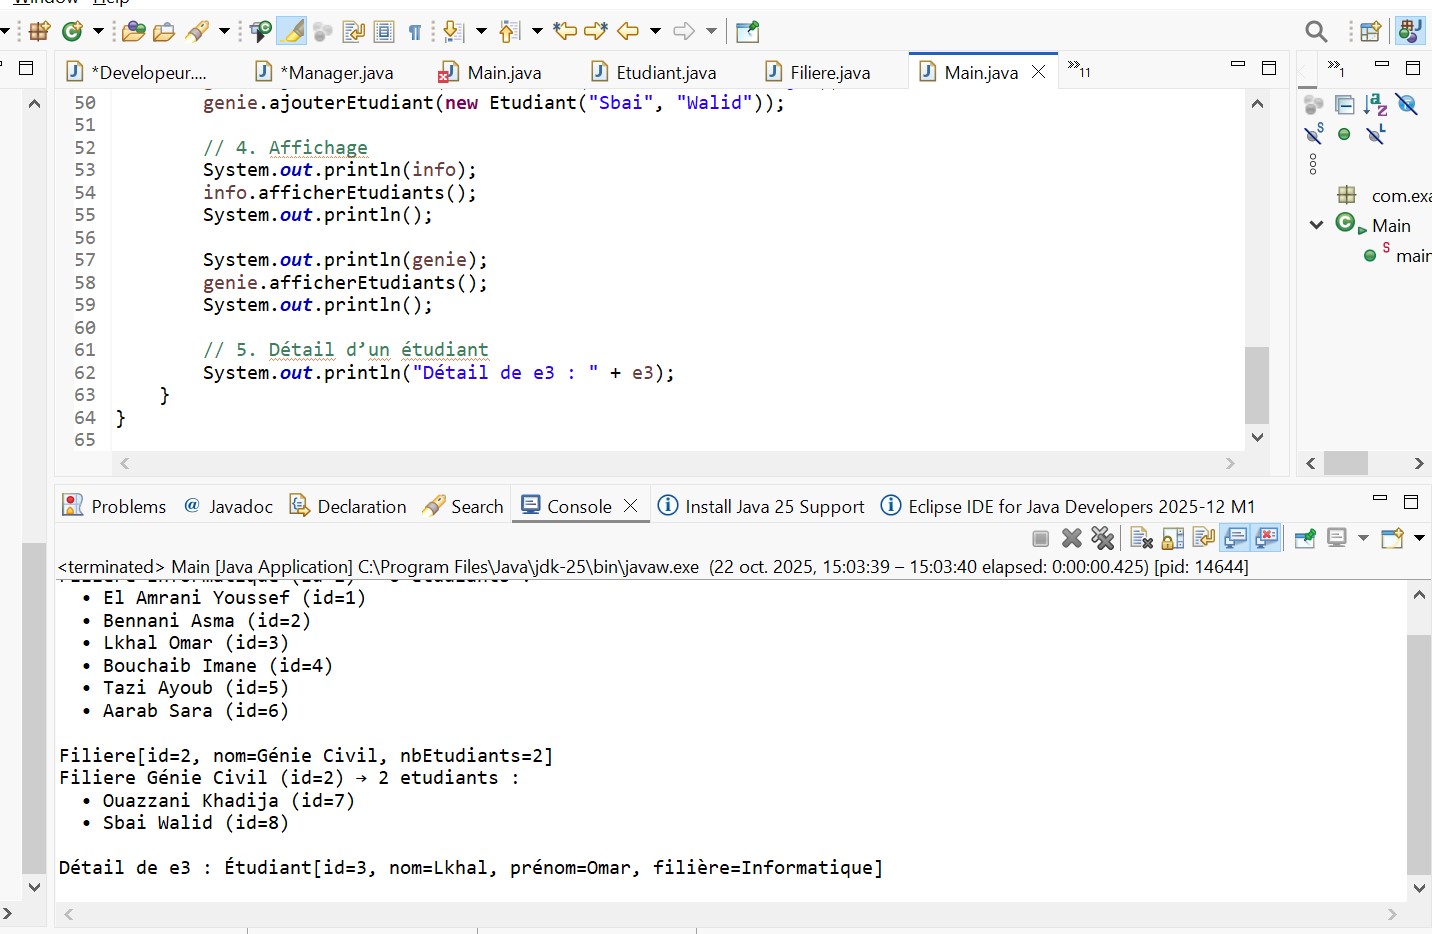 Window Help
*Developeur.... *Manager.java Main.java Etudiant.java Filiere.java Main.java »11 »1
50 genie.ajouterEtudiant(new Etudiant("Sbai", "Walid"));
51
52 // 4. Affichage
53 System.out.println(info);
54 info.afficherEtudiants();
55 System.out.println();
56
57 System.out.println(genie);
58 genie.afficherEtudiants();
59 System.out.println();
60
61 // 5. Détail d’un étudiant
62 System.out.println("Détail de e3 : " + e3);
63 }
64 }
65
com.exa
Main
main
Problems @ Javadoc Declaration Search Console Install Java 25 Support Eclipse IDE for Java Developers 2025-12 M1
<terminated> Main [Java Application] C:\Program Files\Java\jdk-25\bin\javaw.exe (22 oct. 2025, 15:03:39 – 15:03:40 elapsed: 0:00:00.425) [pid: 14644]
• El Amrani Youssef (id=1)
• Bennani Asma (id=2)
• Lkhal Omar (id=3)
• Bouchaib Imane (id=4)
• Tazi Ayoub (id=5)
• Aarab Sara (id=6)
Filiere[id=2, nom=Génie Civil, nbEtudiants=2]
Filiere Génie Civil (id=2) → 2 etudiants :
• Ouazzani Khadija (id=7)
• Sbai Walid (id=8)
Détail de e3 : Étudiant[id=3, nom=Lkhal, prénom=Omar, filière=Informatique]